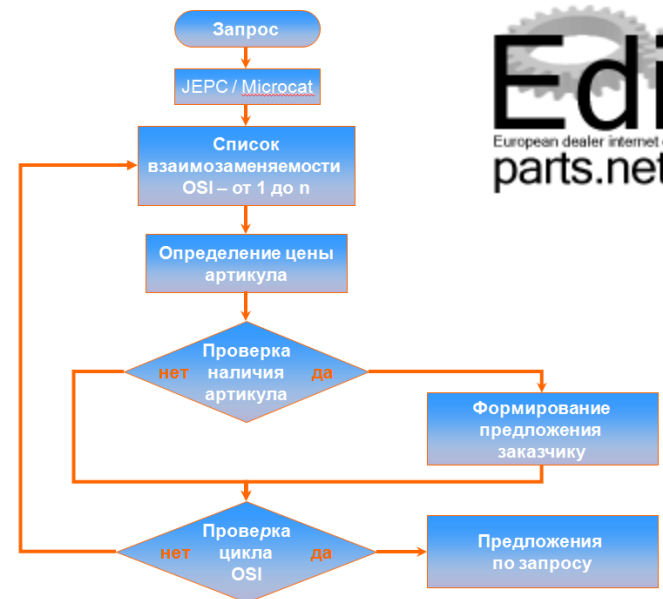 Запрос
JEPC / Microcat
Список
взаимозаменяемости
OSI – от 1 до n
Определение цены
артикула
Проверка
нет наличия да
артикула
Формирование
предложения
заказчику
Проверка
нет цикла да
OSI
Предложения
по запросу
Edi
European dealer internet
parts.net